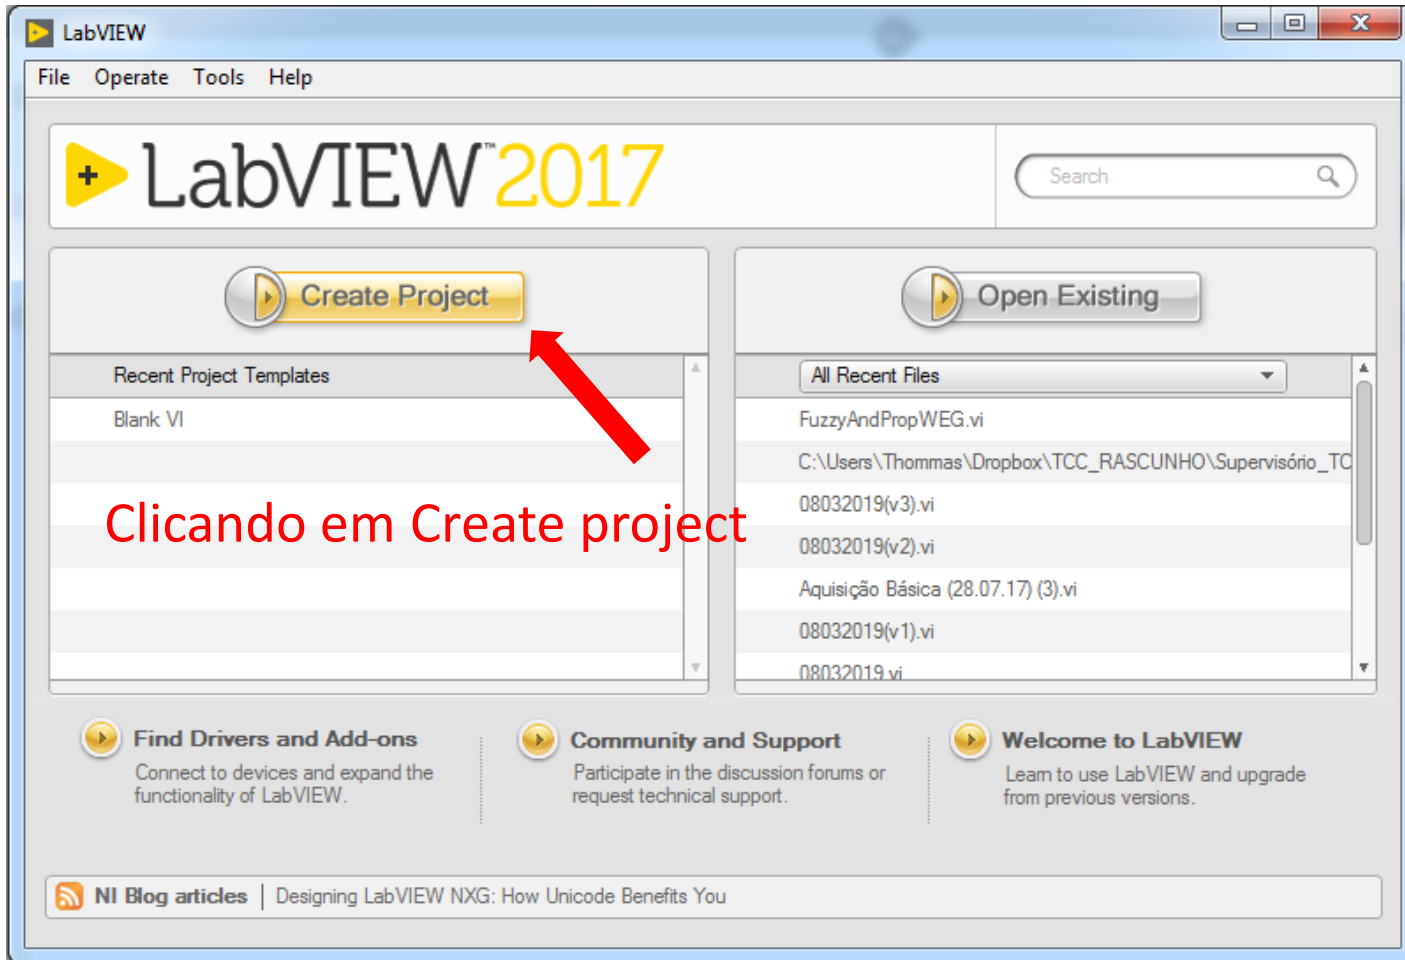 LabVIEW
File Operate Tools Help
LabVIEW™ 2017
Search
Create Project
Open Existing
Recent Project Templates
All Recent Files
Blank VI
FuzzyAndPropWEG.vi
C:\Users\Thommas\Dropbox\TCC_RASCUNHO\Supervisório_TC
08032019(v3).vi
Clicando em Create project
08032019(v2).vi
Aquisição Básica (28.07.17) (3).vi
08032019(v1).vi
08032019.vi
Find Drivers and Add-ons
Connect to devices and expand the
functionality of LabVIEW.
Community and Support
Participate in the discussion forums or
request technical support.
Welcome to LabVIEW
Learn to use LabVIEW and upgrade
from previous versions.
NI Blog articles | Designing LabVIEW NXG: How Unicode Benefits You